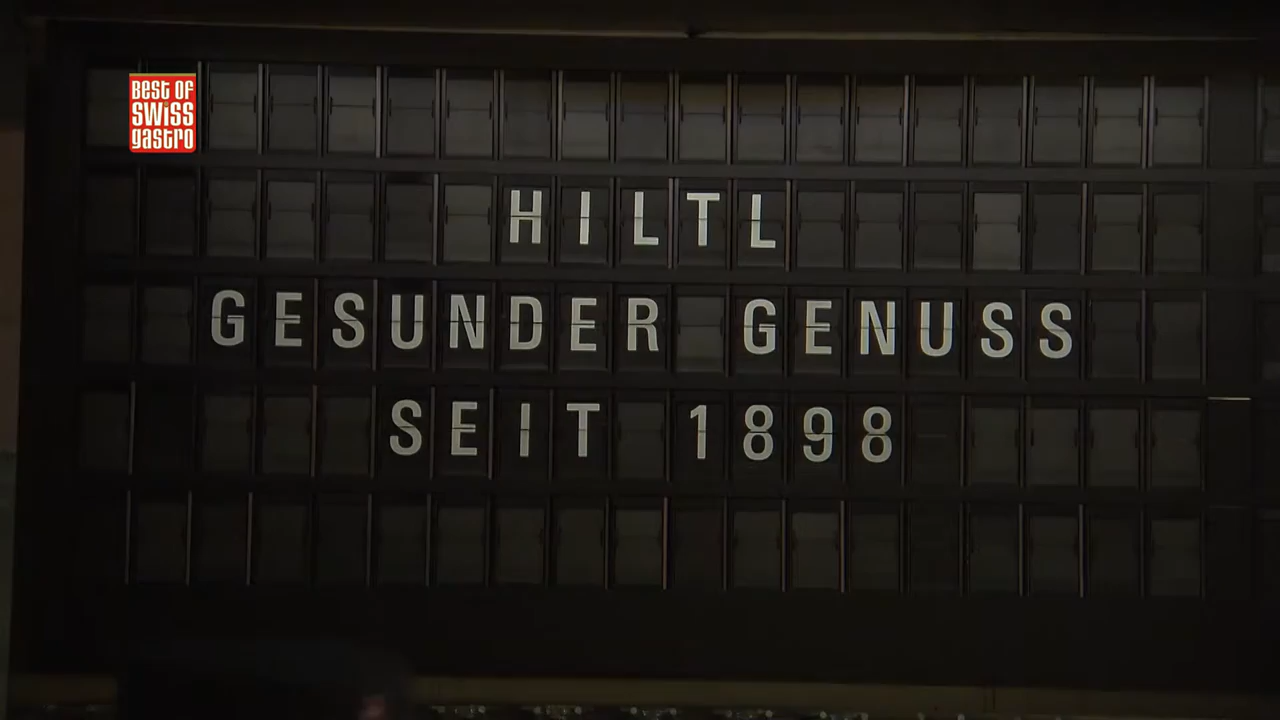 Best of
Swiss
gastro
HILTL
GESUNDER GENUSS
SEIT 1898